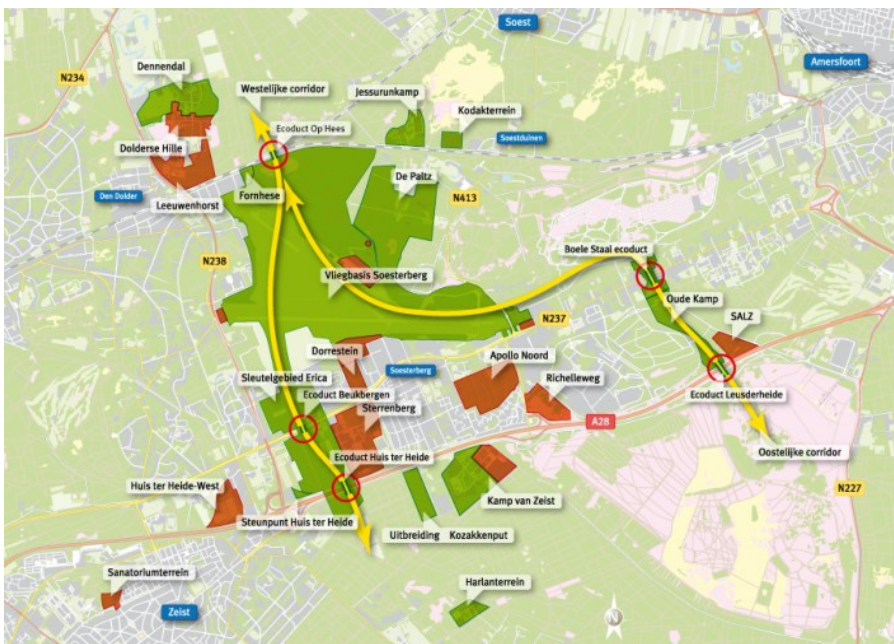 Soest
Amersfoort
Dennendal
N234
Westelijke corridor
Jessurunkamp
Kodakterrein
Ecoduct Op Hees
Soestduinen
Dolderse Hille
De Paltz
Den Dolder
Fornhese
N413
Leeuwenhorst
Boele Staal ecoduct
N238
Vliegbasis Soesterberg
Oude Kamp
N237
SALZ
Dorrestein
Apollo Noord
Soesterberg
Sleutelgebied Erica
Richelleweg
Ecoduct Beukbergen
Ecoduct Leusderheide
Sterrenberg
A28
Oostelijke corridor
Ecoduct Huis ter Heide
Huis ter Heide-West
N227
Kamp van Zeist
Steunpunt Huis ter Heide
Uitbreiding
Kozakkenput
Sanatoriumterrein
Harlanterrein
Zeist
N